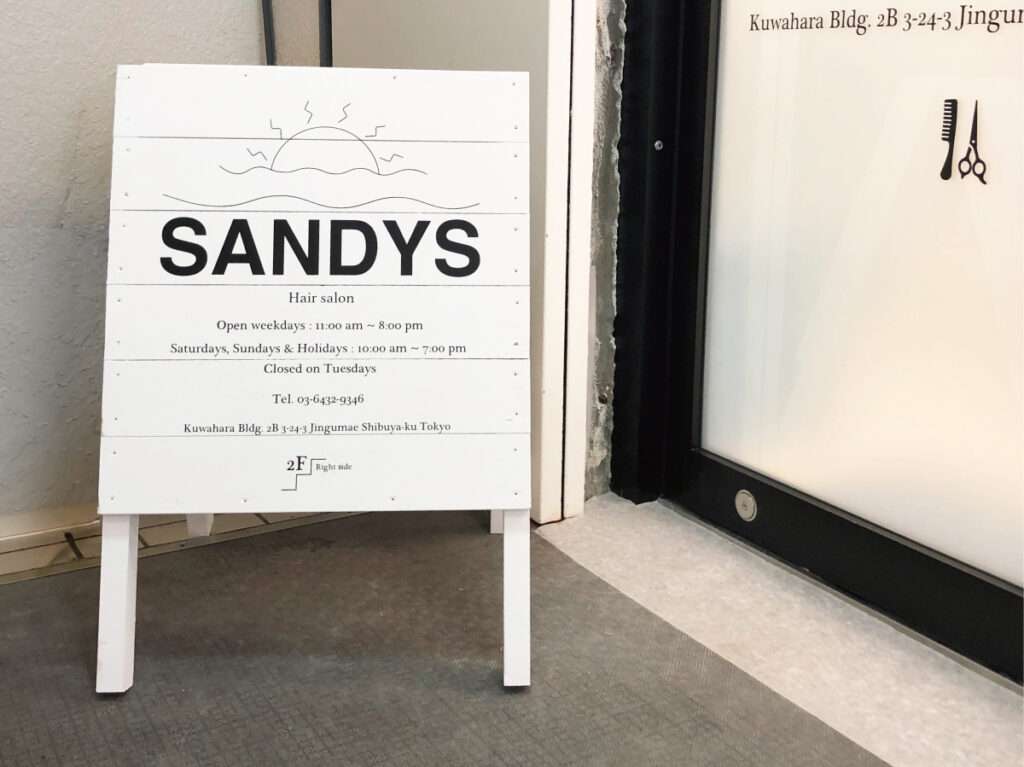 SANDYS
Hair salon
Open weekdays : 11:00 am ~ 8:00 pm
Saturdays, Sundays & Holidays : 10:00 am ~ 7:00 pm
Closed on Tuesdays
Tel. 03-6432-9346
Kuwahara Bldg. 2B 3-24-3 Jingumae Shibuya-ku Tokyo
2F Right side
Kuwahara Bldg. 2B 3-24-3